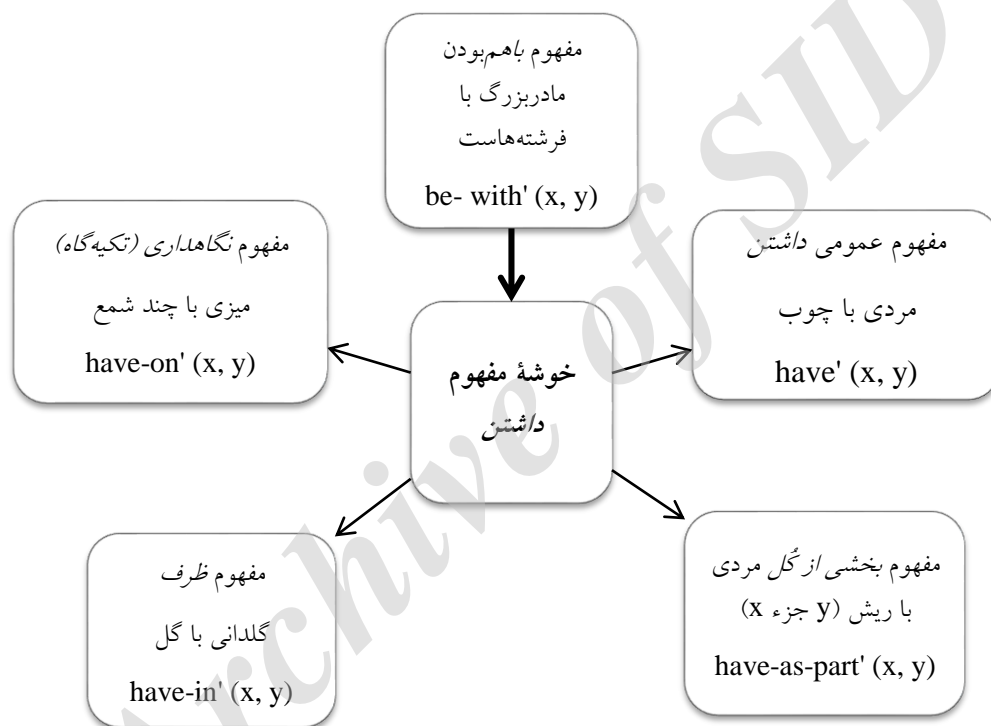 مفهوم باهم‌بودن
مادربزرگ با
فرشته‌هاست
be- with' (x, y)
مفهوم عمومی داشتن
مردی با چوب
have' (x, y)
مفهوم نگاهداری (تکیه‌گاه)
میزی با چند شمع
have-on' (x, y)
خوشهٔ مفهوم
داشتن
مفهوم بخشی از کُل مردی
با ریش (y جزء x)
have-as-part' (x, y)
مفهوم ظرف
گلدانی با گل
have-in' (x, y)
Archive of SID